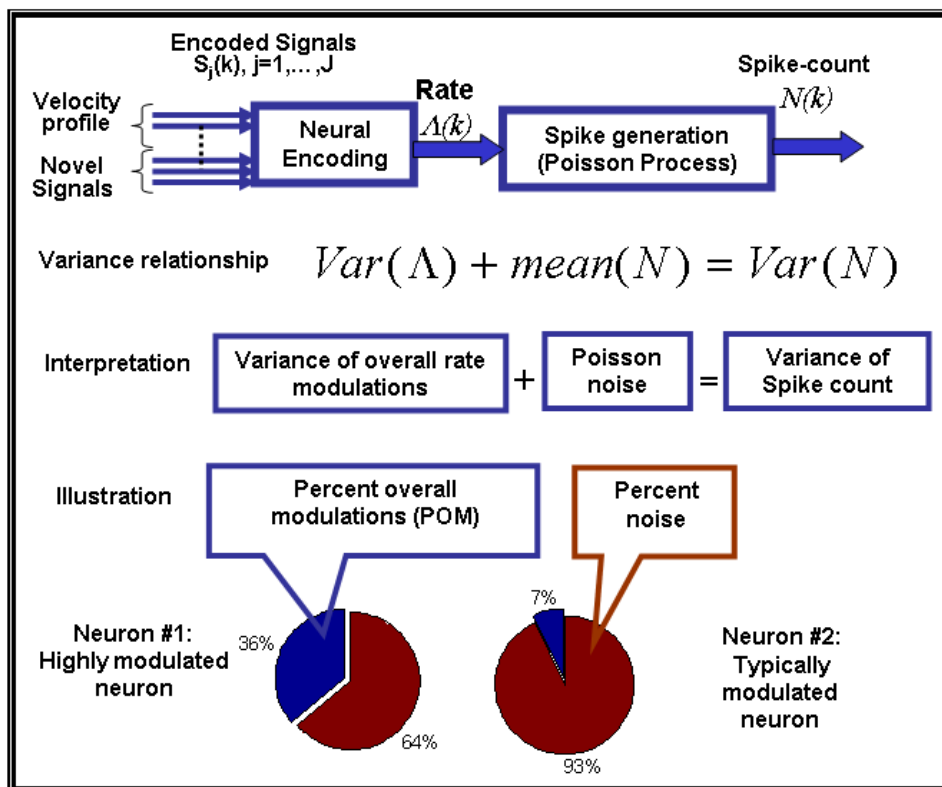 Encoded Signals
S_j(k), j=1,...,J
Velocity
profile
Novel
Signals
Neural
Encoding
Rate
Λ(k)
Spike generation
(Poisson Process)
Spike-count
N(k)
Variance relationship
Var(Λ) + mean(N) = Var(N)
Interpretation
Variance of overall rate
modulations
+
Poisson
noise
=
Variance of
Spike count
Illustration
Percent overall
modulations (POM)
Percent
noise
Neuron #1:
Highly modulated
neuron
36%
64%
7%
93%
Neuron #2:
Typically
modulated
neuron